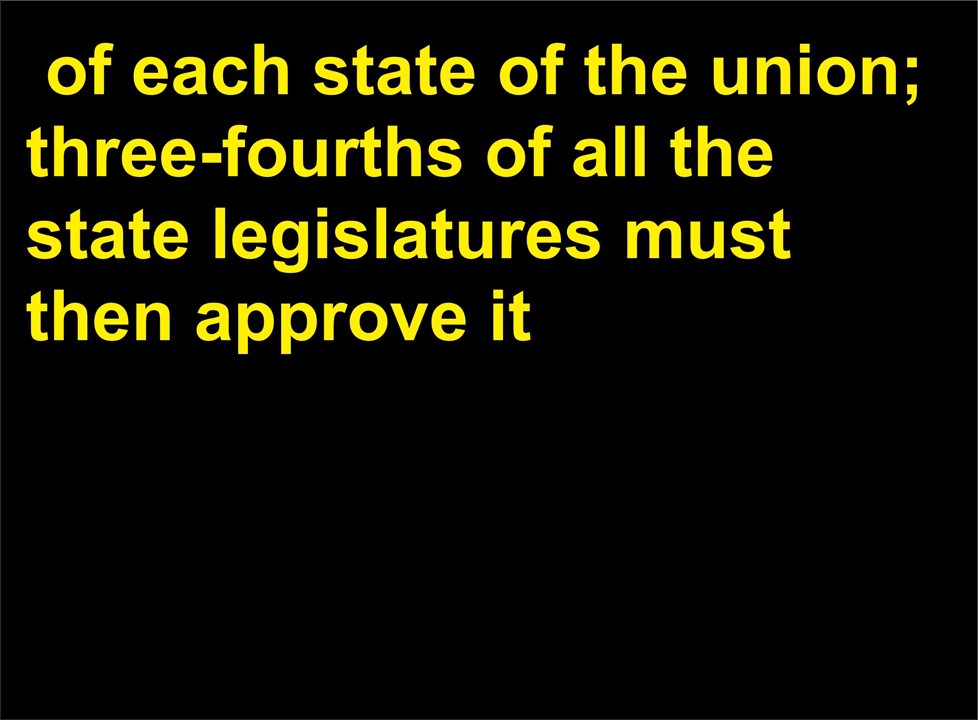 of each state of the union;
three-fourths of all the
state legislatures must
then approve it